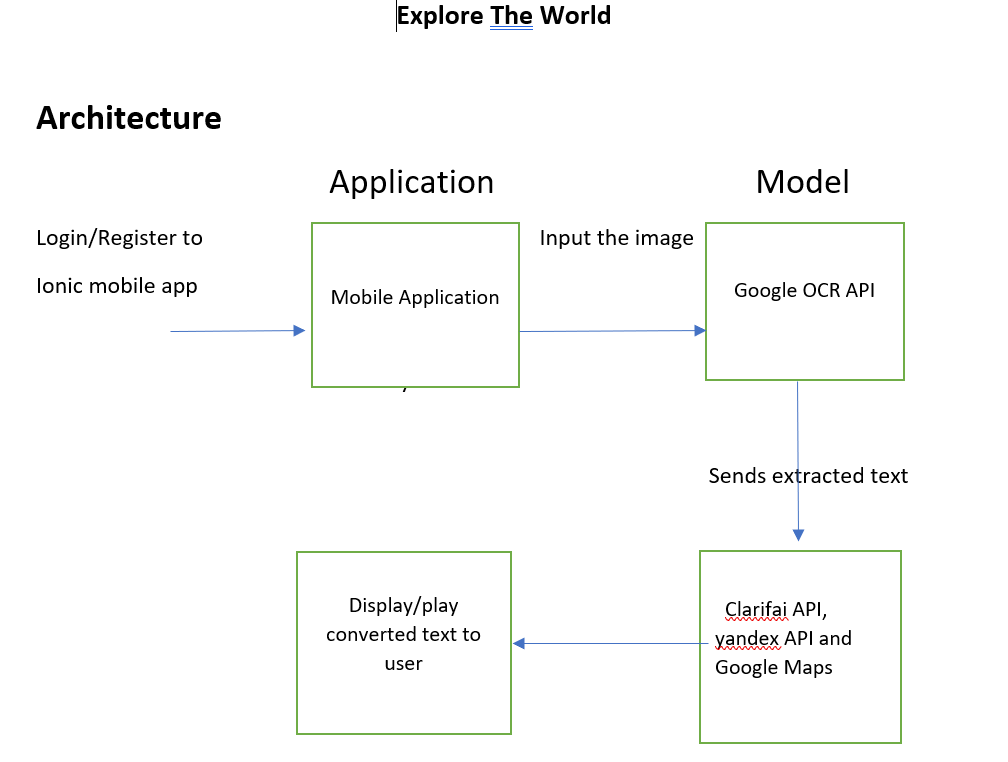 Explore The World
Architecture
Application
Model
Login/Register to
Ionic mobile app
Mobile Application
Input the image
Google OCR API
Sends extracted text
Display/play
converted text to
user
Clarifai API,
yandex API and
Google Maps